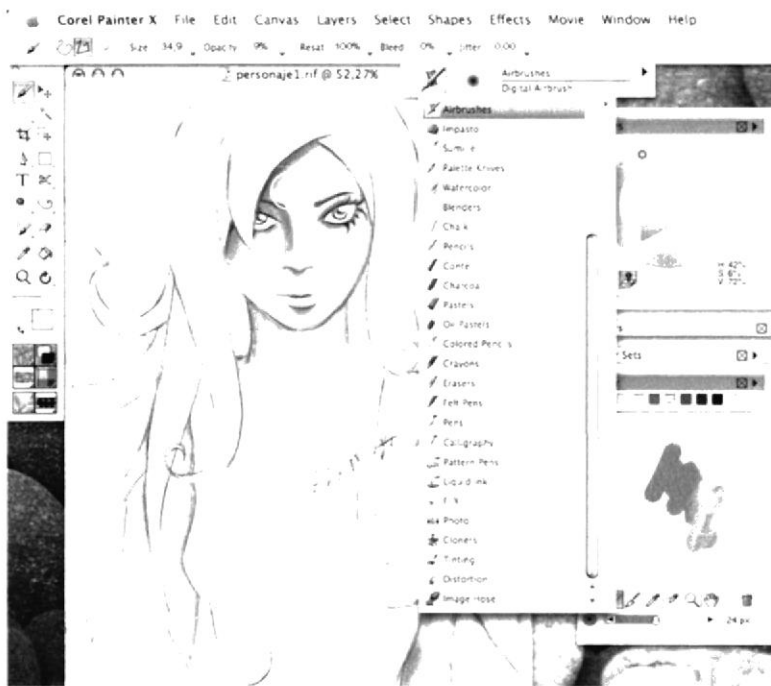 Corel Painter X File Edit Canvas Layers Select Shapes Effects Movie Window Help
Size 34.9 Opacity 9% Resat 100% Bleed 0% Jitter 0.00
personaje1.rif @ 52,27%
Airbrushes
Digital Airbrush
Airbrushes
Impasto
Palette Knives
Watercolor
Blenders
Chalk
Pencils
Conte
Charcoal
Pastels
Oil Pastels
Colored Pencils
Crayons
Erasers
Felt Pens
Pens
Calligraphy
Pattern Pens
Liquid Ink
F-X
Photo
Cloners
Tinting
Distortion
Image Hose
H: 42%
S: 6%
V: 72%
Sets
24 px